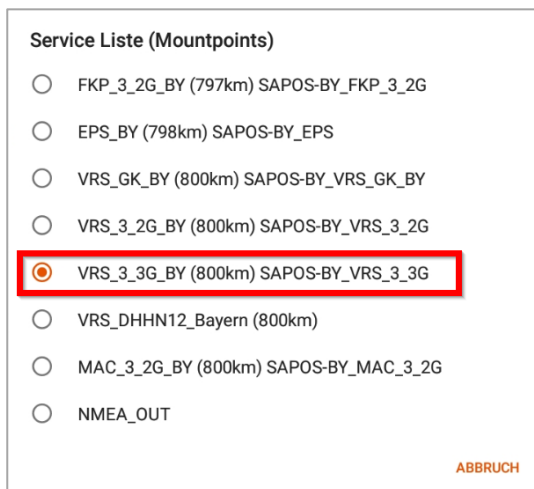 Service Liste (Mountpoints)
FKP_3_2G_BY (797km) SAPOS-BY_FKP_3_2G
EPS_BY (798km) SAPOS-BY_EPS
VRS_GK_BY (800km) SAPOS-BY_VRS_GK_BY
VRS_3_2G_BY (800km) SAPOS-BY_VRS_3_2G
VRS_3_3G_BY (800km) SAPOS-BY_VRS_3_3G
VRS_DHHN12_Bayern (800km)
MAC_3_2G_BY (800km) SAPOS-BY_MAC_3_2G
NMEA_OUT
ABBRUCH